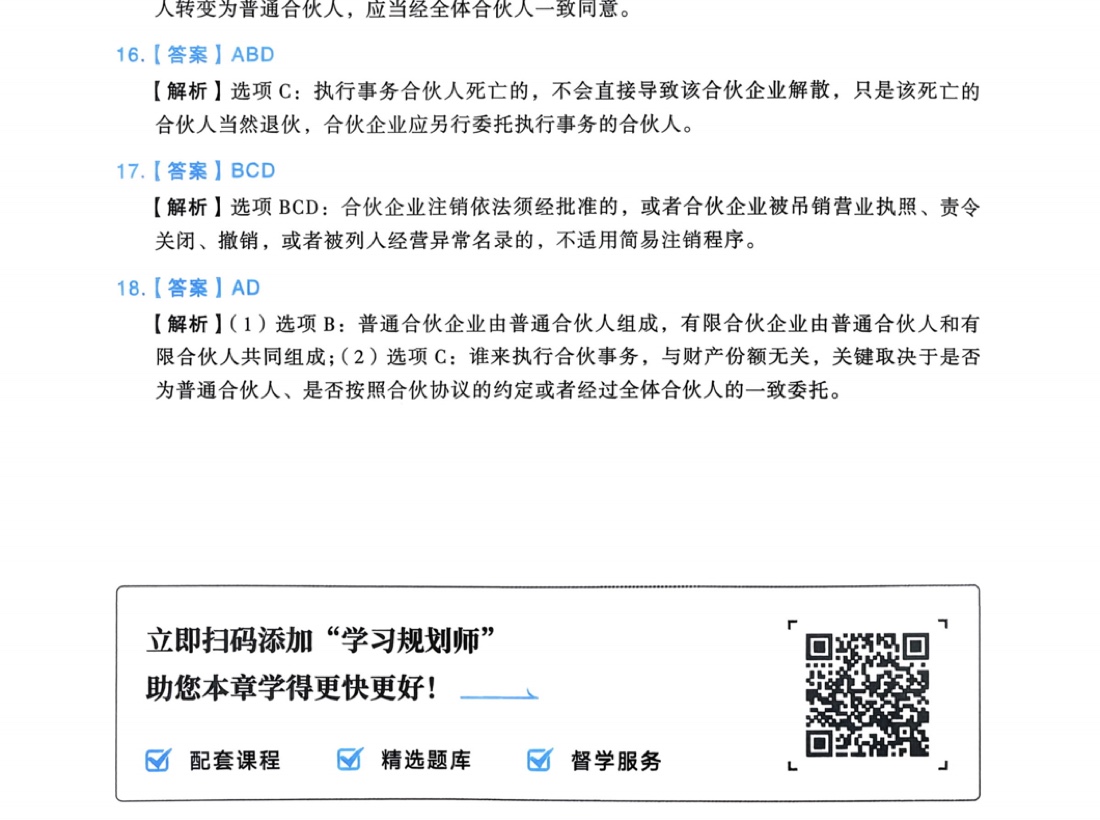 人转变为普通合伙人，应当经全体合伙人一致同意。
16.【答案】ABD
【解析】选项 C：执行事务合伙人死亡的，不会直接导致该合伙企业解散，只是该死亡的
合伙人当然退伙，合伙企业应另行委托执行事务的合伙人。
17.【答案】BCD
【解析】选项 BCD：合伙企业注销依法须经批准的，或者合伙企业被吊销营业执照、责令
关闭、撤销，或者被列入经营异常名录的，不适用简易注销程序。
18.【答案】AD
【解析】（1）选项 B：普通合伙企业由普通合伙人组成，有限合伙企业由普通合伙人和有
限合伙人共同组成；（2）选项 C：谁来执行合伙事务，与财产份额无关，关键取决于是否
为普通合伙人、是否按照合伙协议的约定或者经过全体合伙人的一致委托。
立即扫码添加“学习规划师”
助您本章学得更快更好！
配套课程 精选题库 督学服务